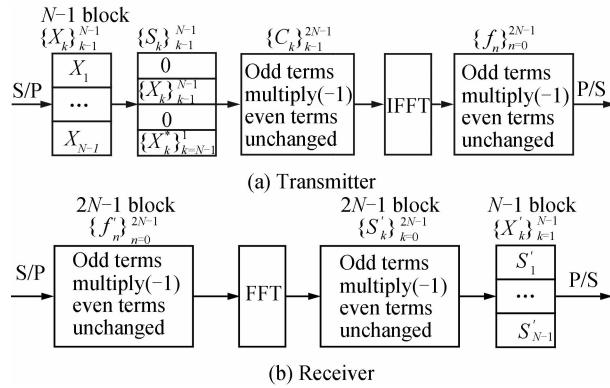 N−1 block
{X_k}_{k−1}^{N−1} {S_k}_{k−1}^{N−1} {C_k}_{k−1}^{2N−1} {f_n}_{n=0}^{2N−1}
S/P
X_1
...
X_{N−1}
0
{X_k}_{k−1}^{N−1}
0
{X_k^*}_{k=N−1}^{1}
Odd terms
multiply(−1)
even terms
unchanged
IFFT
Odd terms
multiply(−1)
even terms
unchanged
P/S
(a) Transmitter
2N−1 block 2N−1 block N−1 block
{f'_n}_{n=0}^{2N−1} {S'_k}_{k=0}^{2N−1} {X'_k}_{k=1}^{N−1}
S/P
Odd terms
multiply(−1)
even terms
unchanged
FFT
Odd terms
multiply(−1)
even terms
unchanged
S'_1
...
S'_{N−1}
P/S
(b) Receiver